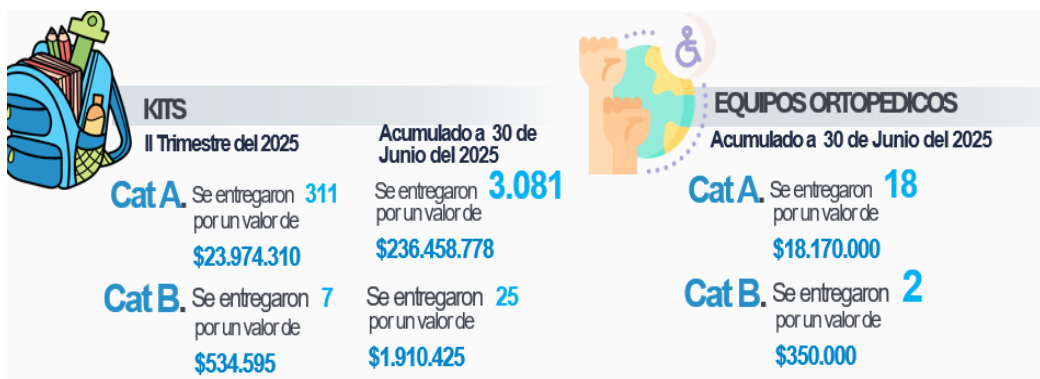 KITS
II Trimestre del 2025
Acumulado a 30 de
Junio del 2025
Cat A. Se entregaron 311
por un valor de
$23.974.310
Se entregaron 3.081
por un valor de
$236.458.778
Cat B. Se entregaron 7
por un valor de
$534.595
Se entregaron 25
por un valor de
$1.910.425
EQUIPOS ORTOPEDICOS
Acumulado a 30 de Junio del 2025
Cat A. Se entregaron 18
por un valor de
$18.170.000
Cat B. Se entregaron 2
por un valor de
$350.000